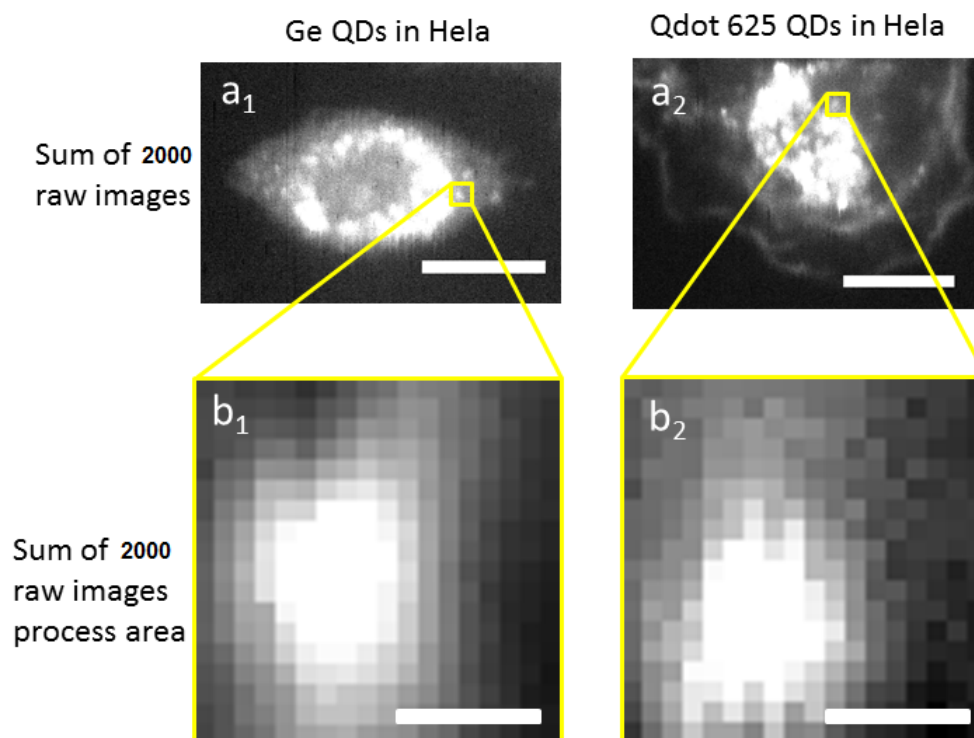 Ge QDs in Hela
Qdot 625 QDs in Hela
Sum of 2000
raw images
a1
a2
Sum of 2000
raw images
process area
b1
b2